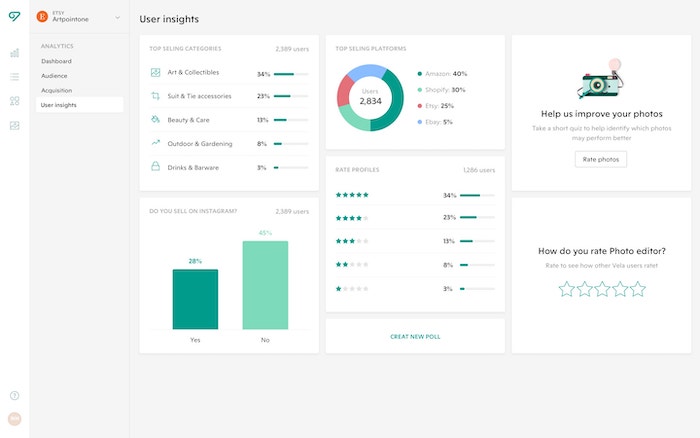 ETSY
Artpointone
User insights
ANALYTICS
Dashboard
Audience
Acquisition
User insights
TOP SELING CATEGORIES 2,389 users
Art & Collectibles 34%
Suit & Tie accessories 23%
Beauty & Care 13%
Outdoor & Gardening 8%
Drinks & Barware 3%
TOP SELING PLATFORMS
Users
2,834
Amazon: 40%
Shopify: 30%
Etsy: 25%
Ebay: 5%
Help us improve your photos
Take a short quiz to help identify which photos
may perform better
Rate photos
DO YOU SELL ON INSTAGRAM? 2,389 users
28%
Yes
No
RATE PROFILES 1,286 users
34%
23%
13%
8%
3%
CREAT NEW POLL
How do you rate Photo editor?
Rate to see how other Vela users rate!